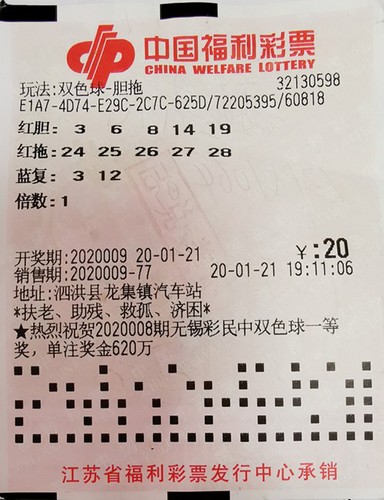 中国福利彩票
CHINA WELFARE LOTTERY
玩法: 双色球-胆拖 32130598
E1A7-4D74-E29C-2C7C-625D/72205395/60818
红胆: 3 6 8 14 19
红拖: 24 25 26 27 28
蓝复: 3 12
倍数: 1
开奖期: 2020009 20-01-21 ¥:20
销售期: 2020009-77 20-01-21 19:11:06
地址: 泗洪县龙集镇汽车站
*扶老、助残、救孤、济困*
★热烈祝贺2020008期无锡彩民中双色球一等
奖，单注奖金620万
江苏省福利彩票发行中心承销